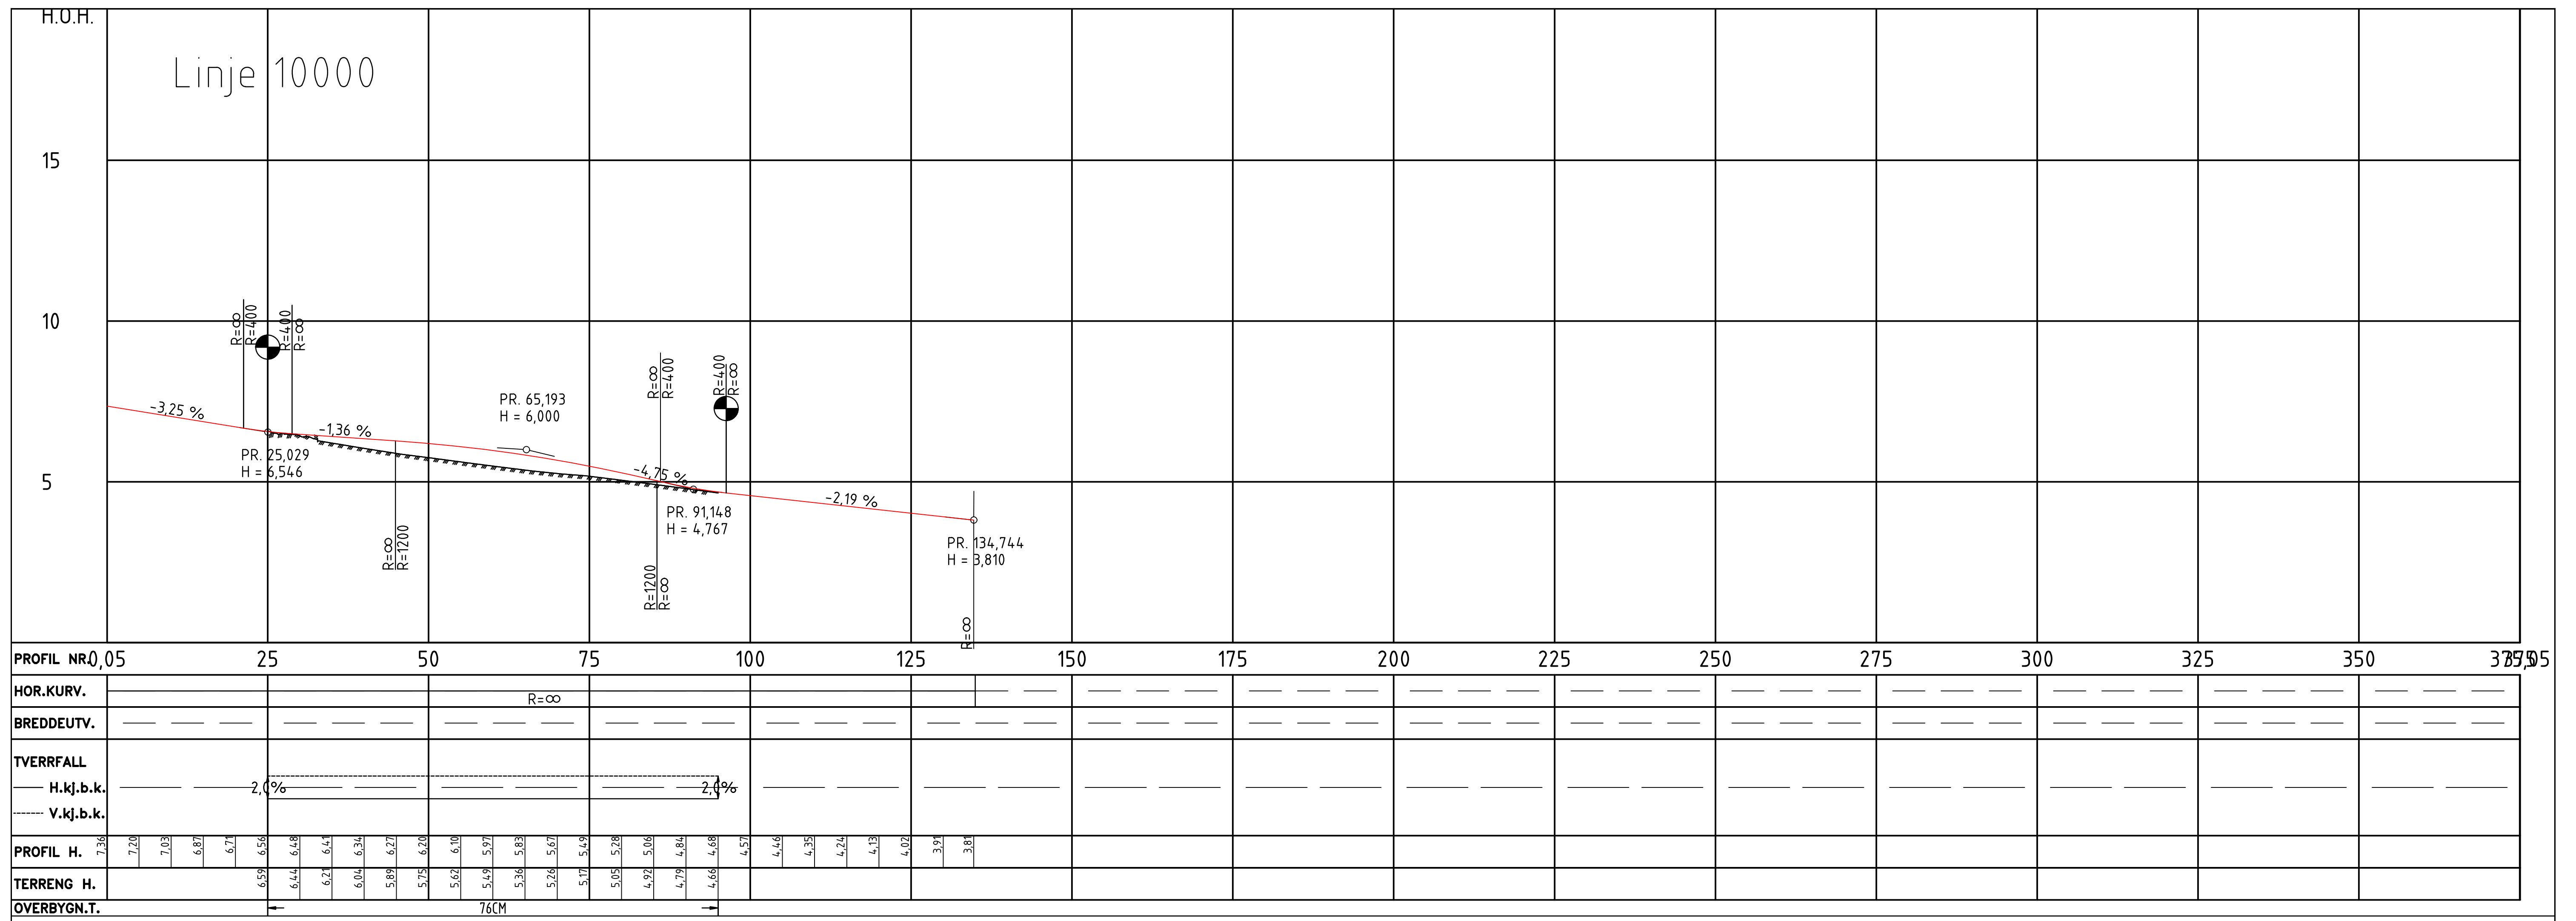 H.O.H.
Linje 10000
15
10
5
R=∞
R=400
R=400
R=∞
-3,25 %
-1,36 %
PR. 25,029
H = 6,546
R=∞
R=1200
PR. 65,193
H = 6,000
R=∞
R=400
R=400
R=∞
-4,75 %
PR. 91,148
H = 4,767
R=1200
R=∞
-2,19 %
PR. 134,744
H = 3,810
R=∞
PROFIL NR. 0,05 25 50 75 100 125 150 175 200 225 250 275 300 325 350 375
HOR.KURV. R=∞
BREDDEUTV.
TVERRFALL
H.kj.b.k. 2,0% 2,0%
V.kj.b.k.
PROFIL H. 7,36 7,20 7,03 6,87 6,71 6,56 6,48 6,41 6,34 6,27 6,20 6,10 5,97 5,83 5,67 5,49 5,28 5,06 4,84 4,68 4,57 4,46 4,35 4,24 4,13 4,02 3,91 3,81
TERRENG H. 6,59 6,44 6,21 6,04 5,89 5,75 5,62 5,49 5,36 5,26 5,17 5,05 4,92 4,79 4,66
OVERBYGN.T. 76CM